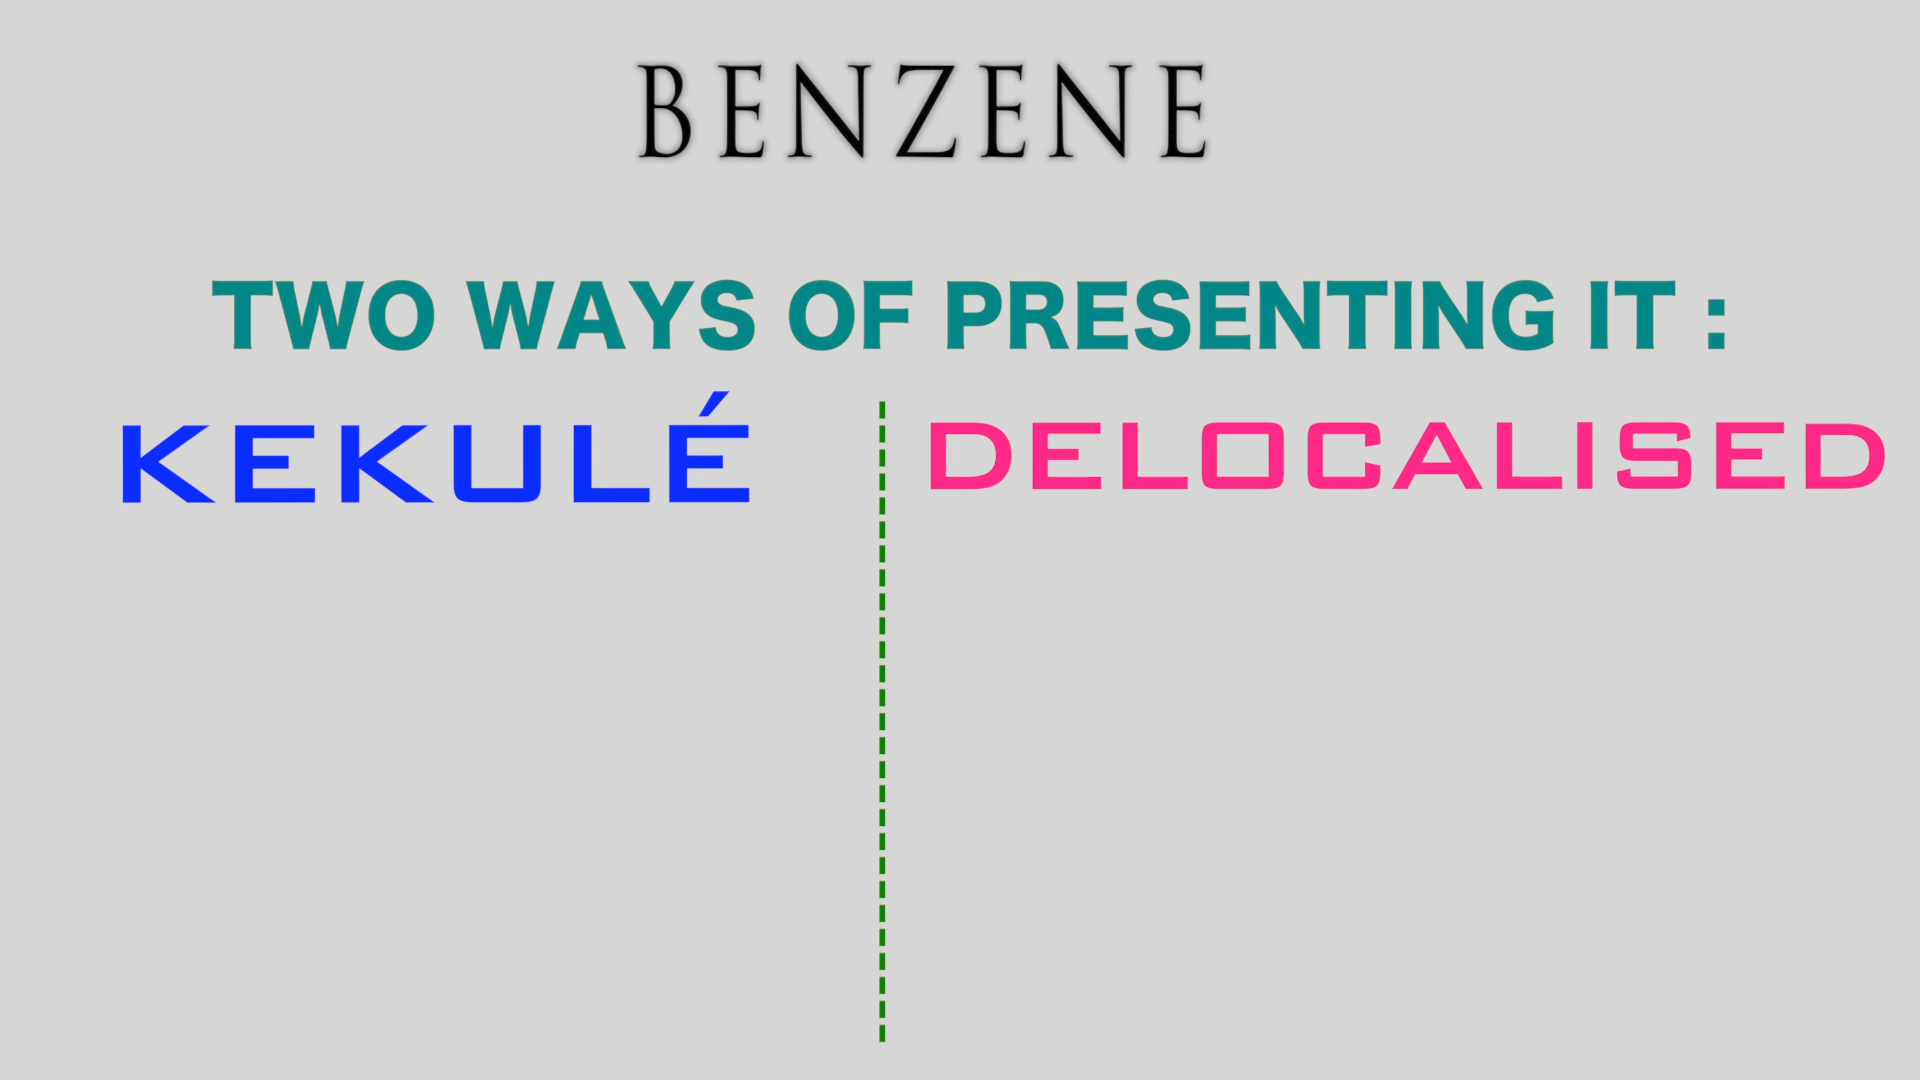 BENZENE
TWO WAYS OF PRESENTING IT :
KEKULÉ
DELOCALISED